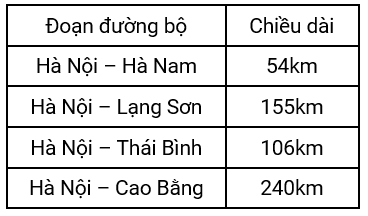 Đoạn đường bộ Chiều dài
Hà Nội – Hà Nam 54km
Hà Nội – Lạng Sơn 155km
Hà Nội – Thái Bình 106km
Hà Nội – Cao Bằng 240km